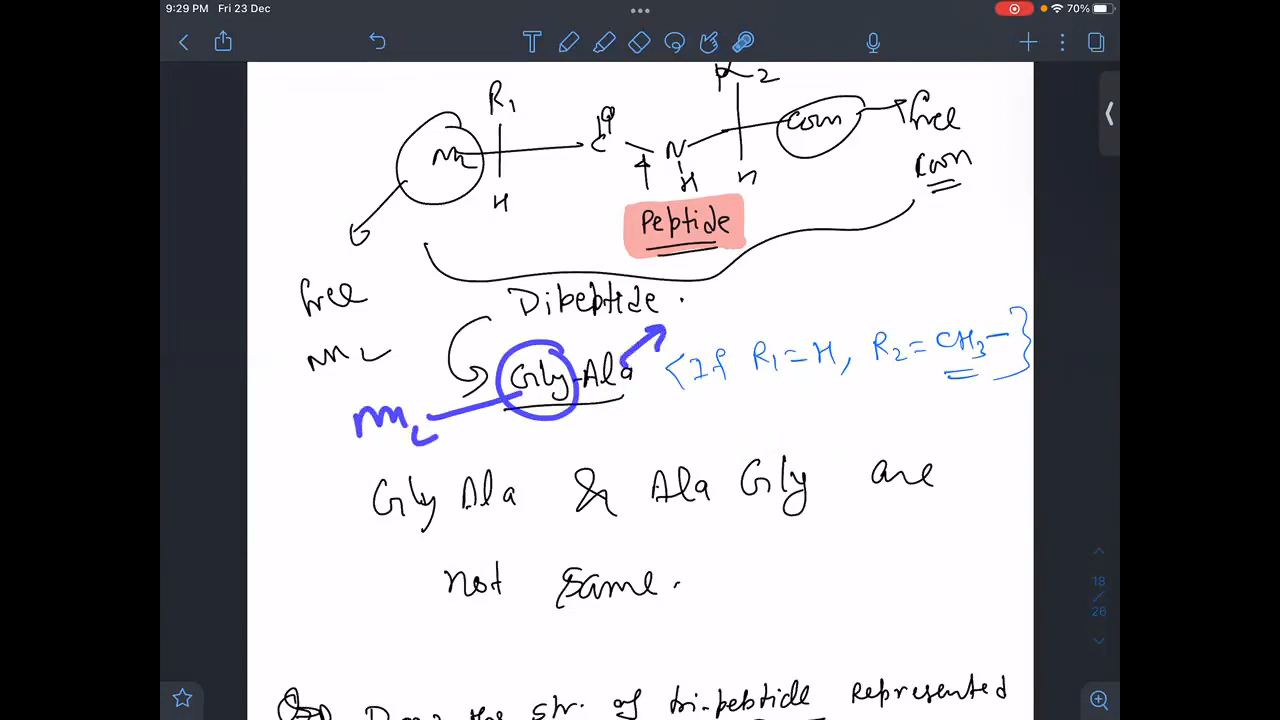 9:29 PM Fri 23 Dec
70%
R1
R2
NH2
C
O
N
COOH
free
H
H
H
COOH
Peptide
free
NH2
Dipeptide.
Gly-Ala
{If R1=H, R2=CH3-}
NH2
Gly Ala & Ala Gly are
not same.
18
/
26
the str. of tri-peptide represented